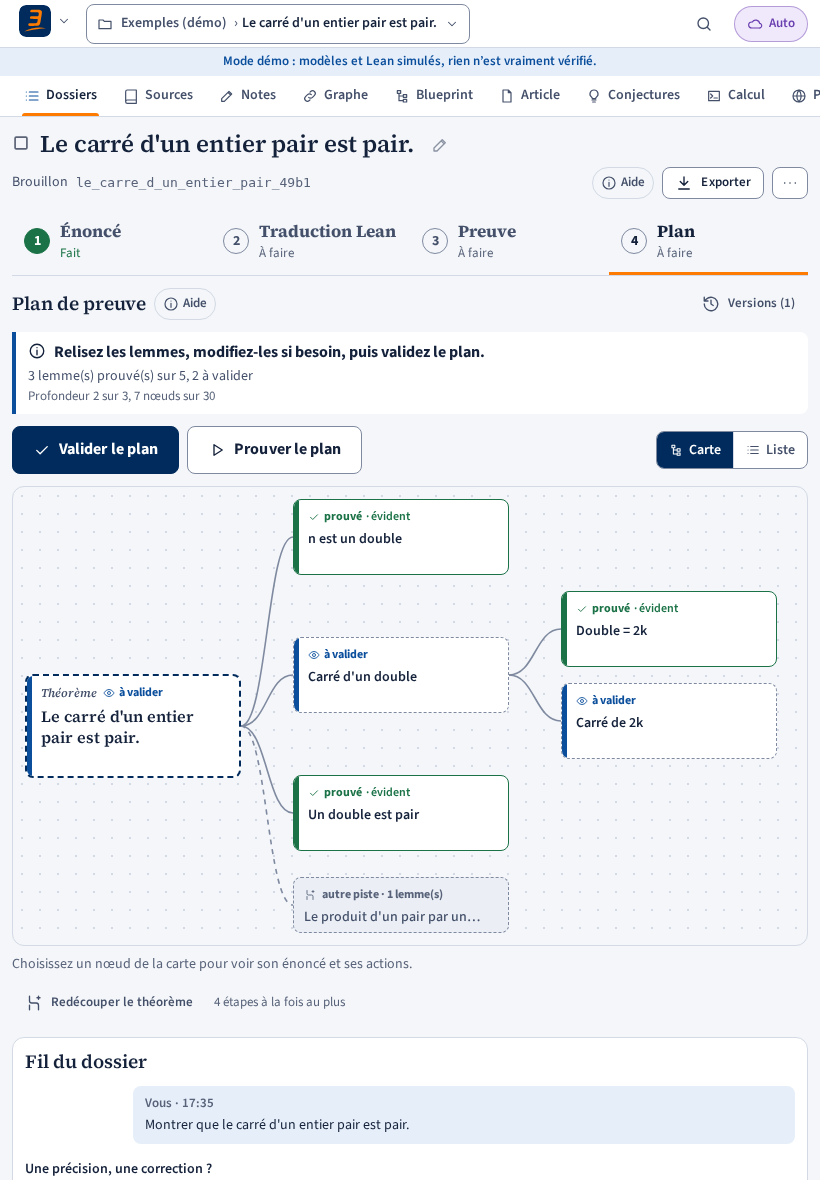 Exemples (démo) › Le carré d'un entier pair est pair.
Auto
Mode démo : modèles et Lean simulés, rien n’est vraiment vérifié.
Dossiers Sources Notes Graphe Blueprint Article Conjectures Calcul P
Le carré d'un entier pair est pair.
Brouillon le_carre_d_un_entier_pair_49b1
Aide Exporter ...
1 Énoncé Fait
2 Traduction Lean À faire
3 Preuve À faire
4 Plan À faire
Plan de preuve Aide Versions (1)
Relisez les lemmes, modifiez-les si besoin, puis validez le plan.
3 lemme(s) prouvé(s) sur 5, 2 à valider
Profondeur 2 sur 3, 7 nœuds sur 30
Valider le plan Prouver le plan Carte Liste
prouvé · évident
n est un double
prouvé · évident
Double = 2k
à valider
Carré d'un double
Théorème à valider
Le carré d'un entier
pair est pair.
à valider
Carré de 2k
prouvé · évident
Un double est pair
autre piste · 1 lemme(s)
Le produit d'un pair par un…
Choisissez un nœud de la carte pour voir son énoncé et ses actions.
Redécouper le théorème 4 étapes à la fois au plus
Fil du dossier
Vous · 17:35
Montrer que le carré d'un entier pair est pair.
Une précision, une correction ?